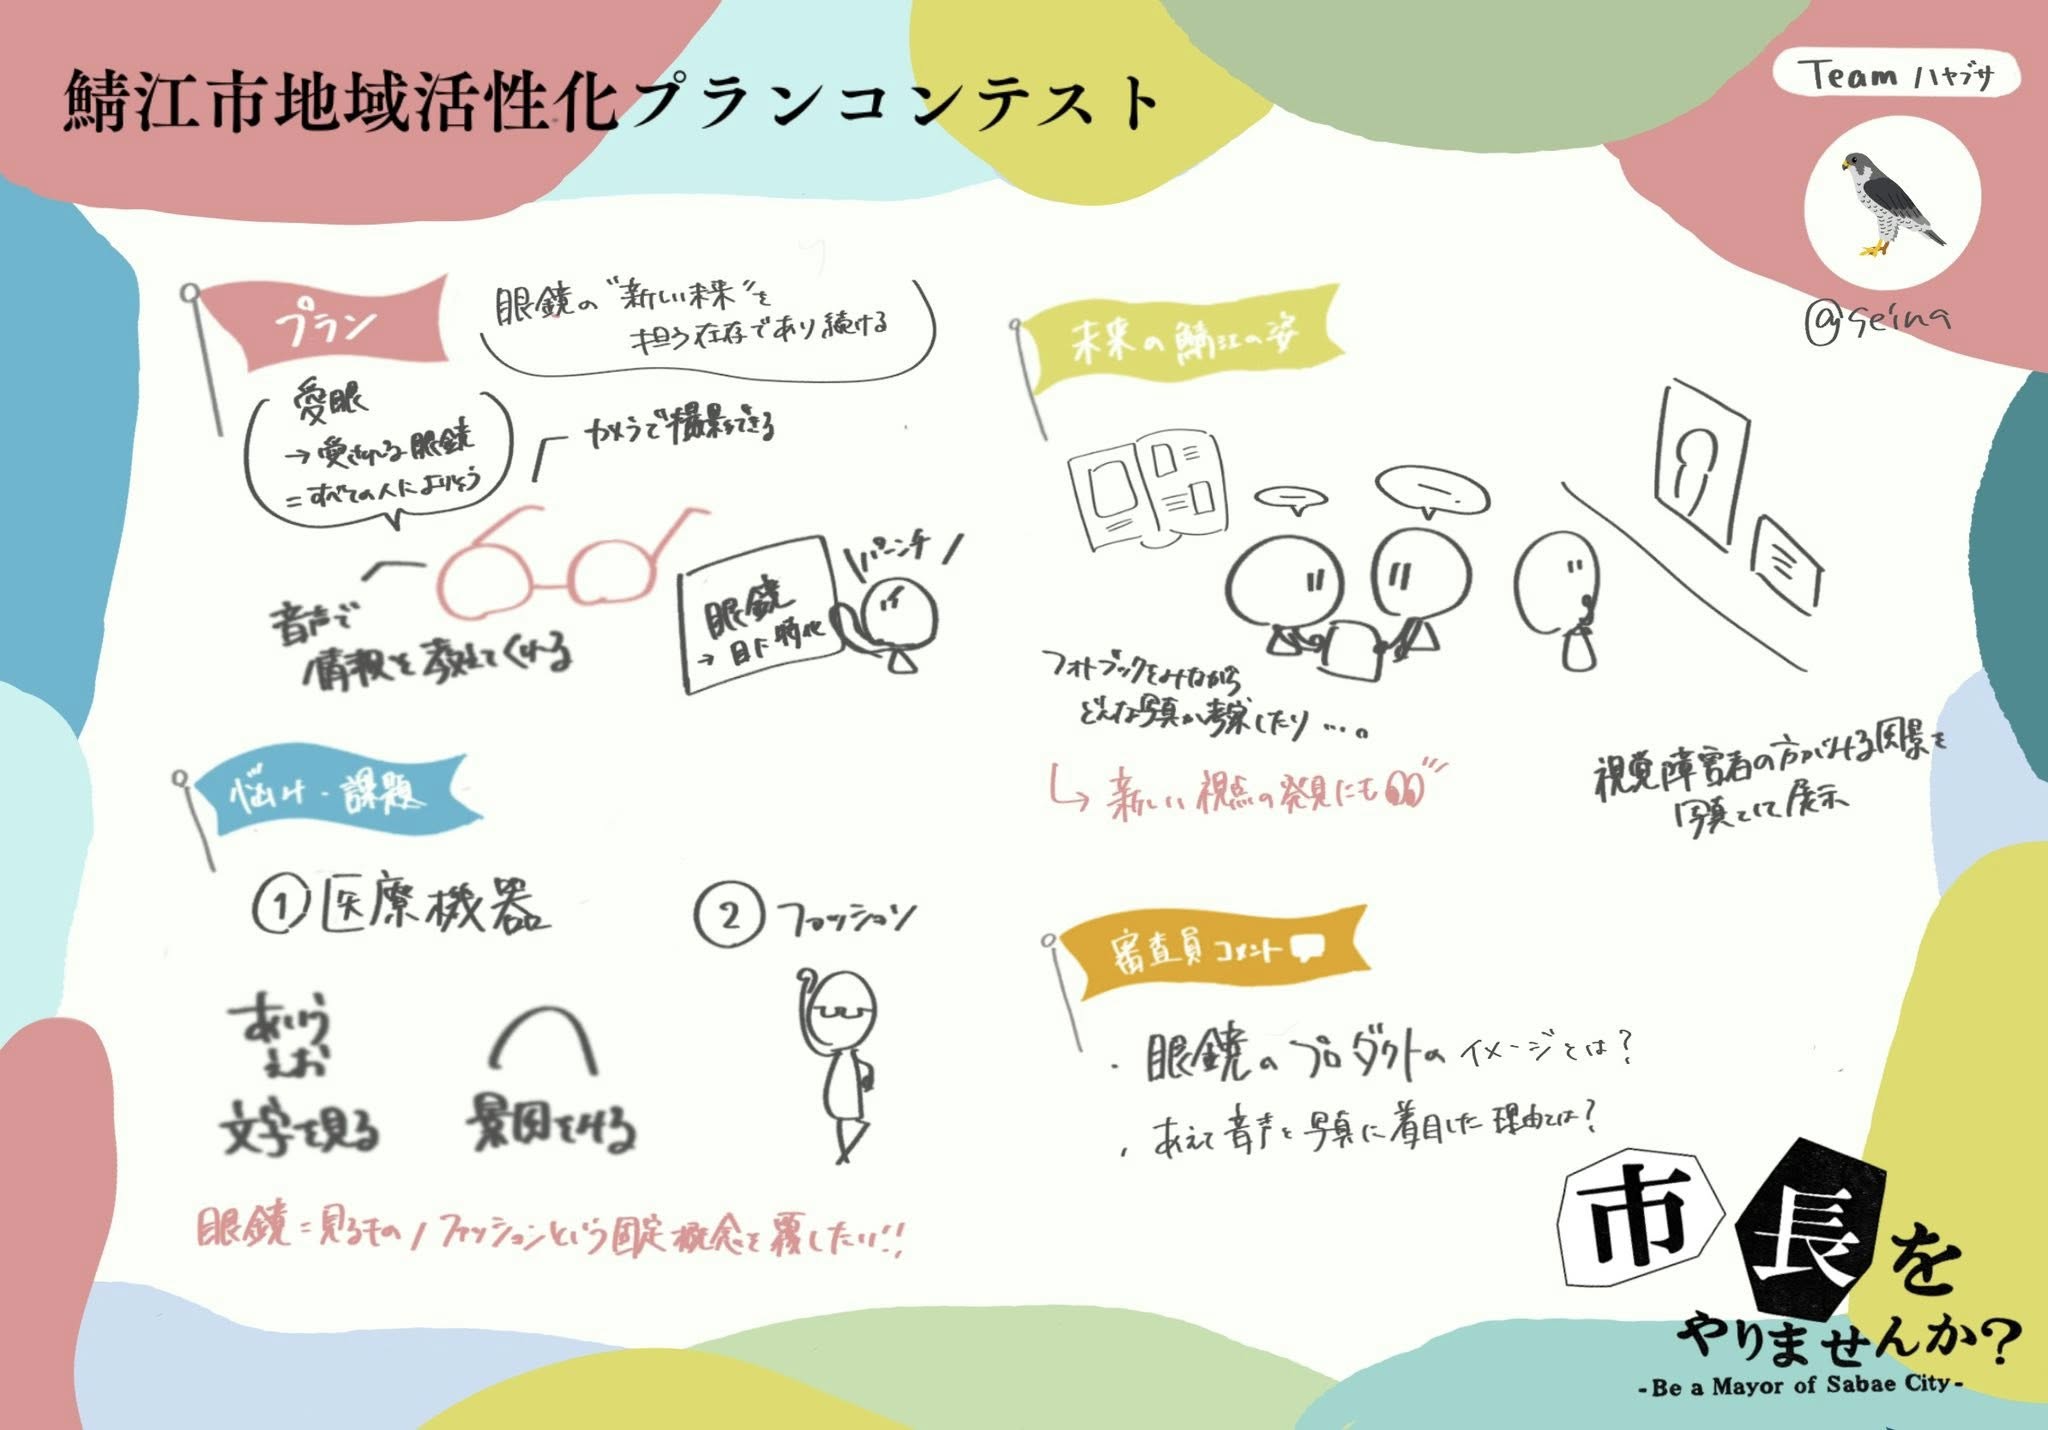 鯖江市地域活性化プランコンテスト
Team ハヤブサ
@seina
プラン
眼鏡の"新しい未来"を
担う存在であり続ける
愛眼
→愛される眼鏡
=すべての人によりそう
カメラで撮影もできる
音声で
情報を教えてくれる
眼鏡
→目に特化
パーンチ
悩み・課題
①医療機器
②ファッション
あいう
えお
文字を見る
景因をみる
眼鏡=見るもの/ファッションという固定概念を覆したい!!
未来の鯖江の姿
フォトブックをみながら
どんな写真か考察したり…。
↳新しい視点の発見にも
視覚障害者の方がみる風景を
写真として展示
審査員コメント
・眼鏡のプロダクトのイメージとは?
・あえて音声と写真に着目した理由とは?
市長を
やりませんか?
-Be a Mayor of Sabae City-